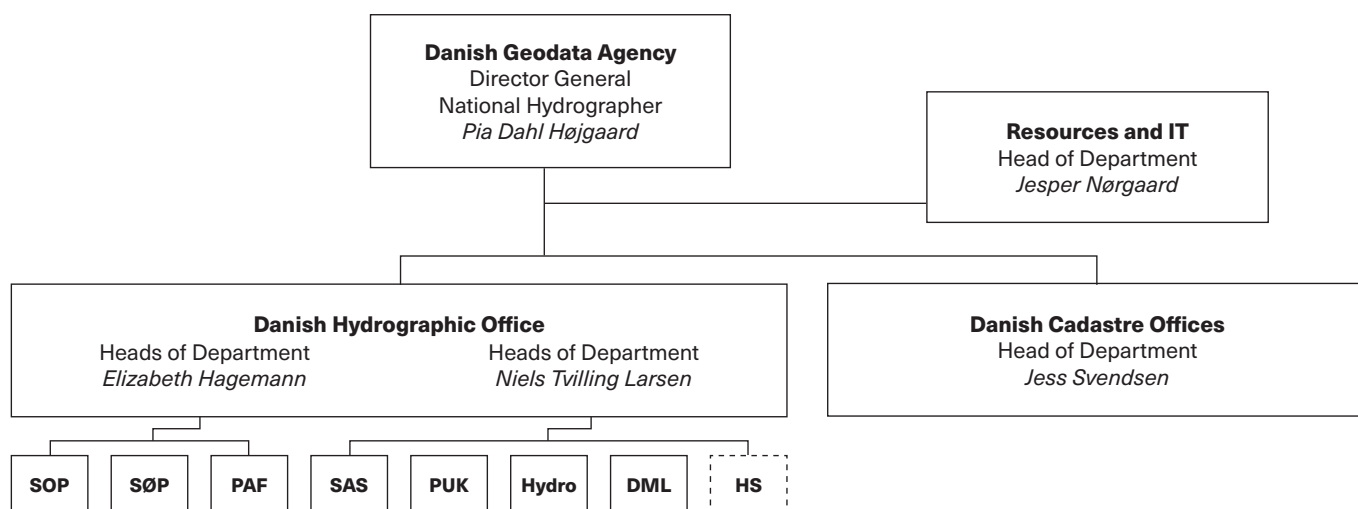 Danish Geodata Agency
Director General
National Hydrographer
Pia Dahl Højgaard
Resources and IT
Head of Department
Jesper Nørgaard
Danish Hydrographic Office
Heads of Department
Elizabeth Hagemann
Heads of Department
Niels Tvilling Larsen
Danish Cadastre Offices
Head of Department
Jess Svendsen
SOP
SØP
PAF
SAS
PUK
Hydro
DML
HS